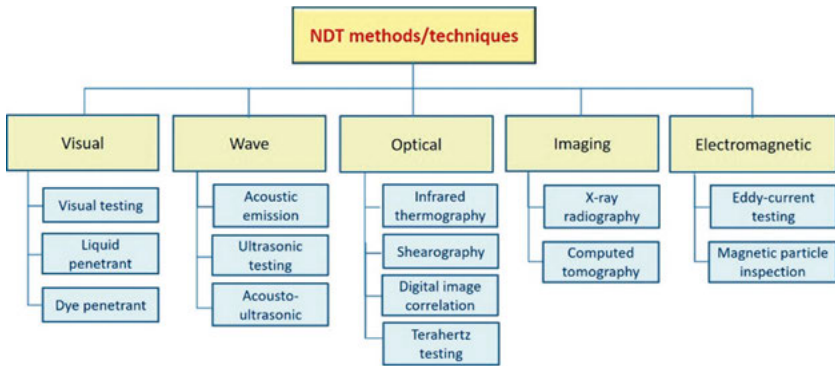 NDT methods/techniques
Visual
Wave
Optical
Imaging
Electromagnetic
Visual testing
Liquid
penetrant
Dye penetrant
Acoustic
emission
Ultrasonic
testing
Acousto-
ultrasonic
Infrared
thermography
Shearography
Digital image
correlation
Terahertz
testing
X-ray
radiography
Computed
tomography
Eddy-current
testing
Magnetic particle
inspection